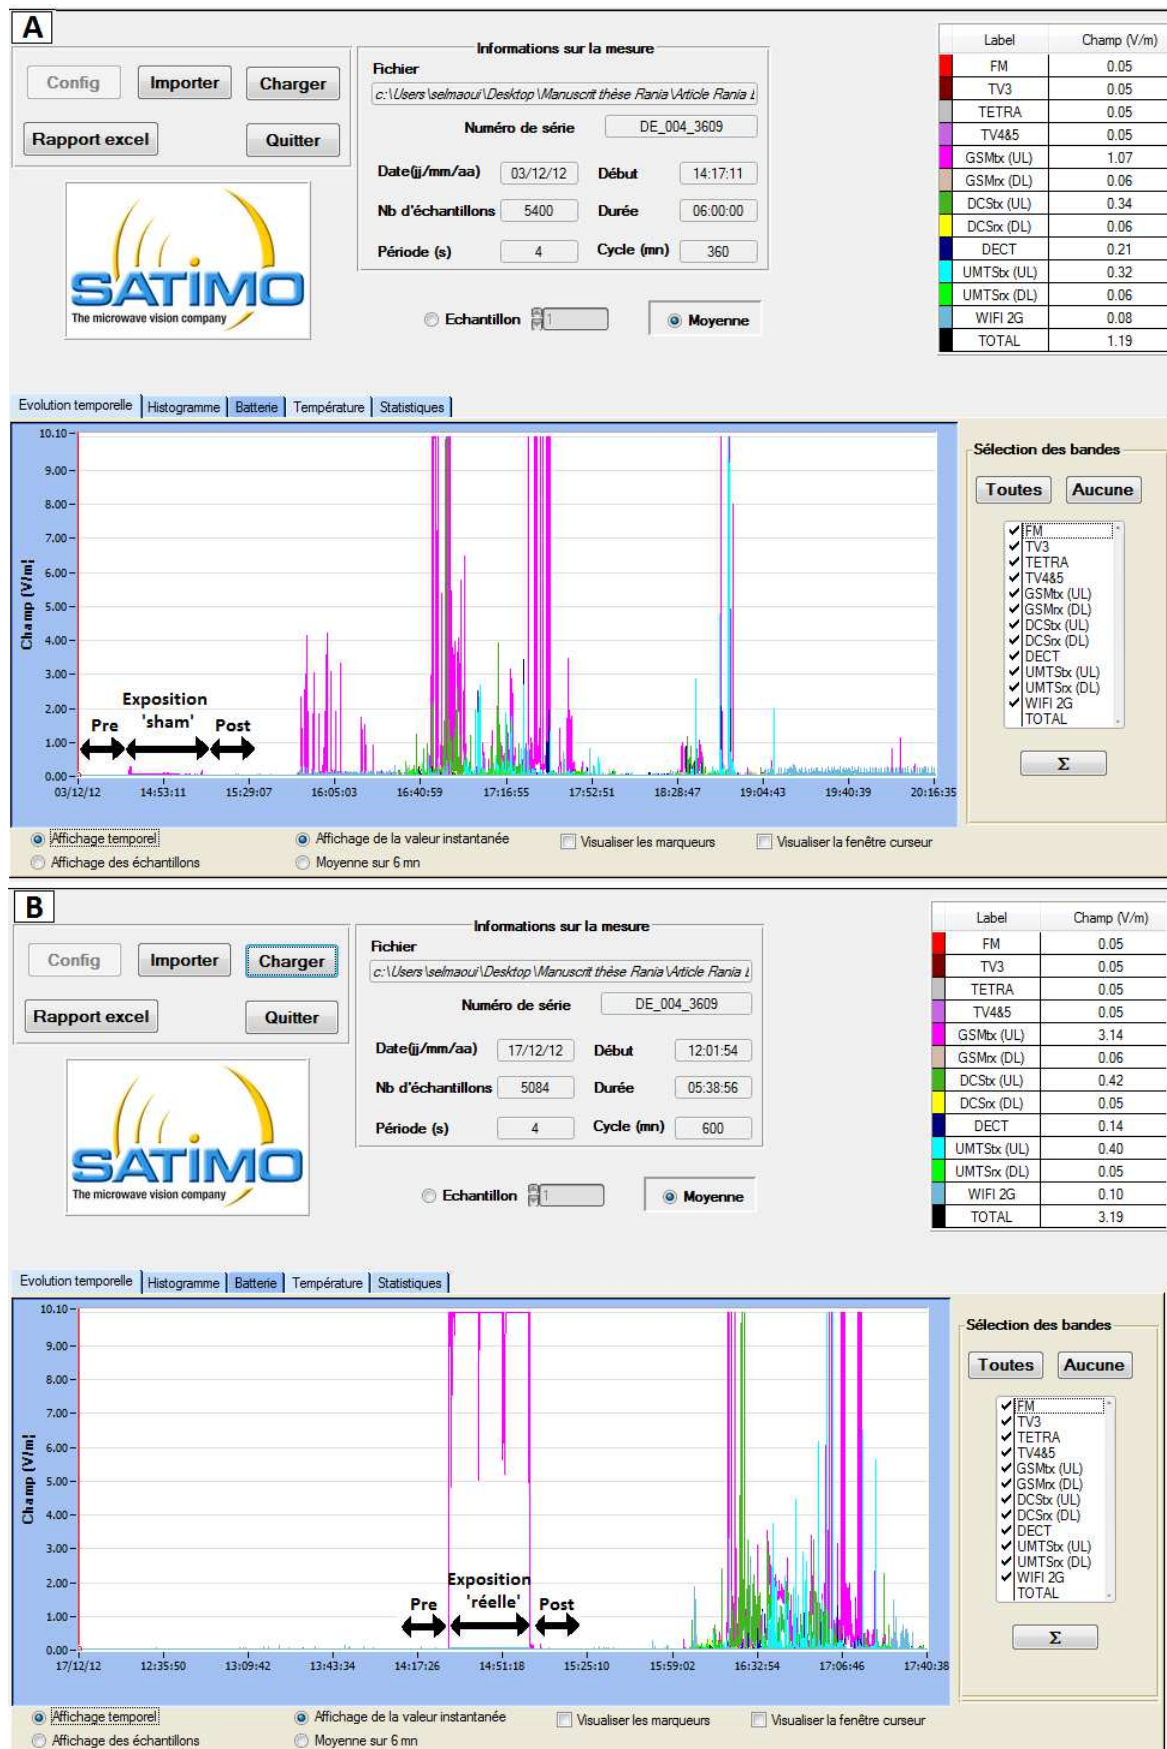 A
Config
Importer
Charger
Rapport excel
Quitter
SATIMO
The microwave vision company
Informations sur la mesure
Fichier
c:\Users\selmaoui\Desktop\Manuscrit thèse Rania\Article Rania
Numéro de série DE_004_3609
Date(jj/mm/aa) 03/12/12 Début 14:17:11
Nb d'échantillons 5400 Durée 06:00:00
Période (s) 4 Cycle (mn) 360
Echantillon 1 Moyenne
Label Champ (V/m)
FM 0.05
TV3 0.05
TETRA 0.05
TV4&5 0.05
GSMtx (UL) 1.07
GSMrx (DL) 0.06
DCStx (UL) 0.34
DCSrx (DL) 0.06
DECT 0.21
UMTStx (UL) 0.32
UMTSrx (DL) 0.06
WIFI 2G 0.08
TOTAL 1.19
Evolution temporelle Histogramme Batterie Température Statistiques
Champ (V/m)
10.10
9.00
8.00
7.00
6.00
5.00
4.00
3.00
2.00
1.00
0.00
Exposition
'sham'
Pre
Post
03/12/12 14:53:11 15:29:07 16:05:03 16:40:59 17:16:55 17:52:51 18:28:47 19:04:43 19:40:39 20:16:35
Sélection des bandes
Toutes Aucune
FM
TV3
TETRA
TV4&5
GSMtx (UL)
GSMrx (DL)
DCStx (UL)
DCSrx (DL)
DECT
UMTStx (UL)
UMTSrx (DL)
WIFI 2G
TOTAL
Σ
Affichage temporel Affichage de la valeur instantanée Visualiser les marqueurs Visualiser la fenêtre curseur
Affichage des échantillons Moyenne sur 6 mn
B
Config
Importer
Charger
Rapport excel
Quitter
SATIMO
The microwave vision company
Informations sur la mesure
Fichier
c:\Users\selmaoui\Desktop\Manuscrit thèse Rania\Article Rania
Numéro de série DE_004_3609
Date(jj/mm/aa) 17/12/12 Début 12:01:54
Nb d'échantillons 5084 Durée 05:38:56
Période (s) 4 Cycle (mn) 600
Echantillon 1 Moyenne
Label Champ (V/m)
FM 0.05
TV3 0.05
TETRA 0.05
TV4&5 0.05
GSMtx (UL) 3.14
GSMrx (DL) 0.06
DCStx (UL) 0.42
DCSrx (DL) 0.05
DECT 0.14
UMTStx (UL) 0.40
UMTSrx (DL) 0.05
WIFI 2G 0.10
TOTAL 3.19
Evolution temporelle Histogramme Batterie Température Statistiques
Champ (V/m)
10.10
9.00
8.00
7.00
6.00
5.00
4.00
3.00
2.00
1.00
0.00
Exposition
'réelle'
Pre
Post
17/12/12 12:35:50 13:09:42 13:43:34 14:17:26 14:51:18 15:25:10 15:59:02 16:32:54 17:06:46 17:40:38
Sélection des bandes
Toutes Aucune
FM
TV3
TETRA
TV4&5
GSMtx (UL)
GSMrx (DL)
DCStx (UL)
DCSrx (DL)
DECT
UMTStx (UL)
UMTSrx (DL)
WIFI 2G
TOTAL
Σ
Affichage temporel Affichage de la valeur instantanée Visualiser les marqueurs Visualiser la fenêtre curseur
Affichage des échantillons Moyenne sur 6 mn